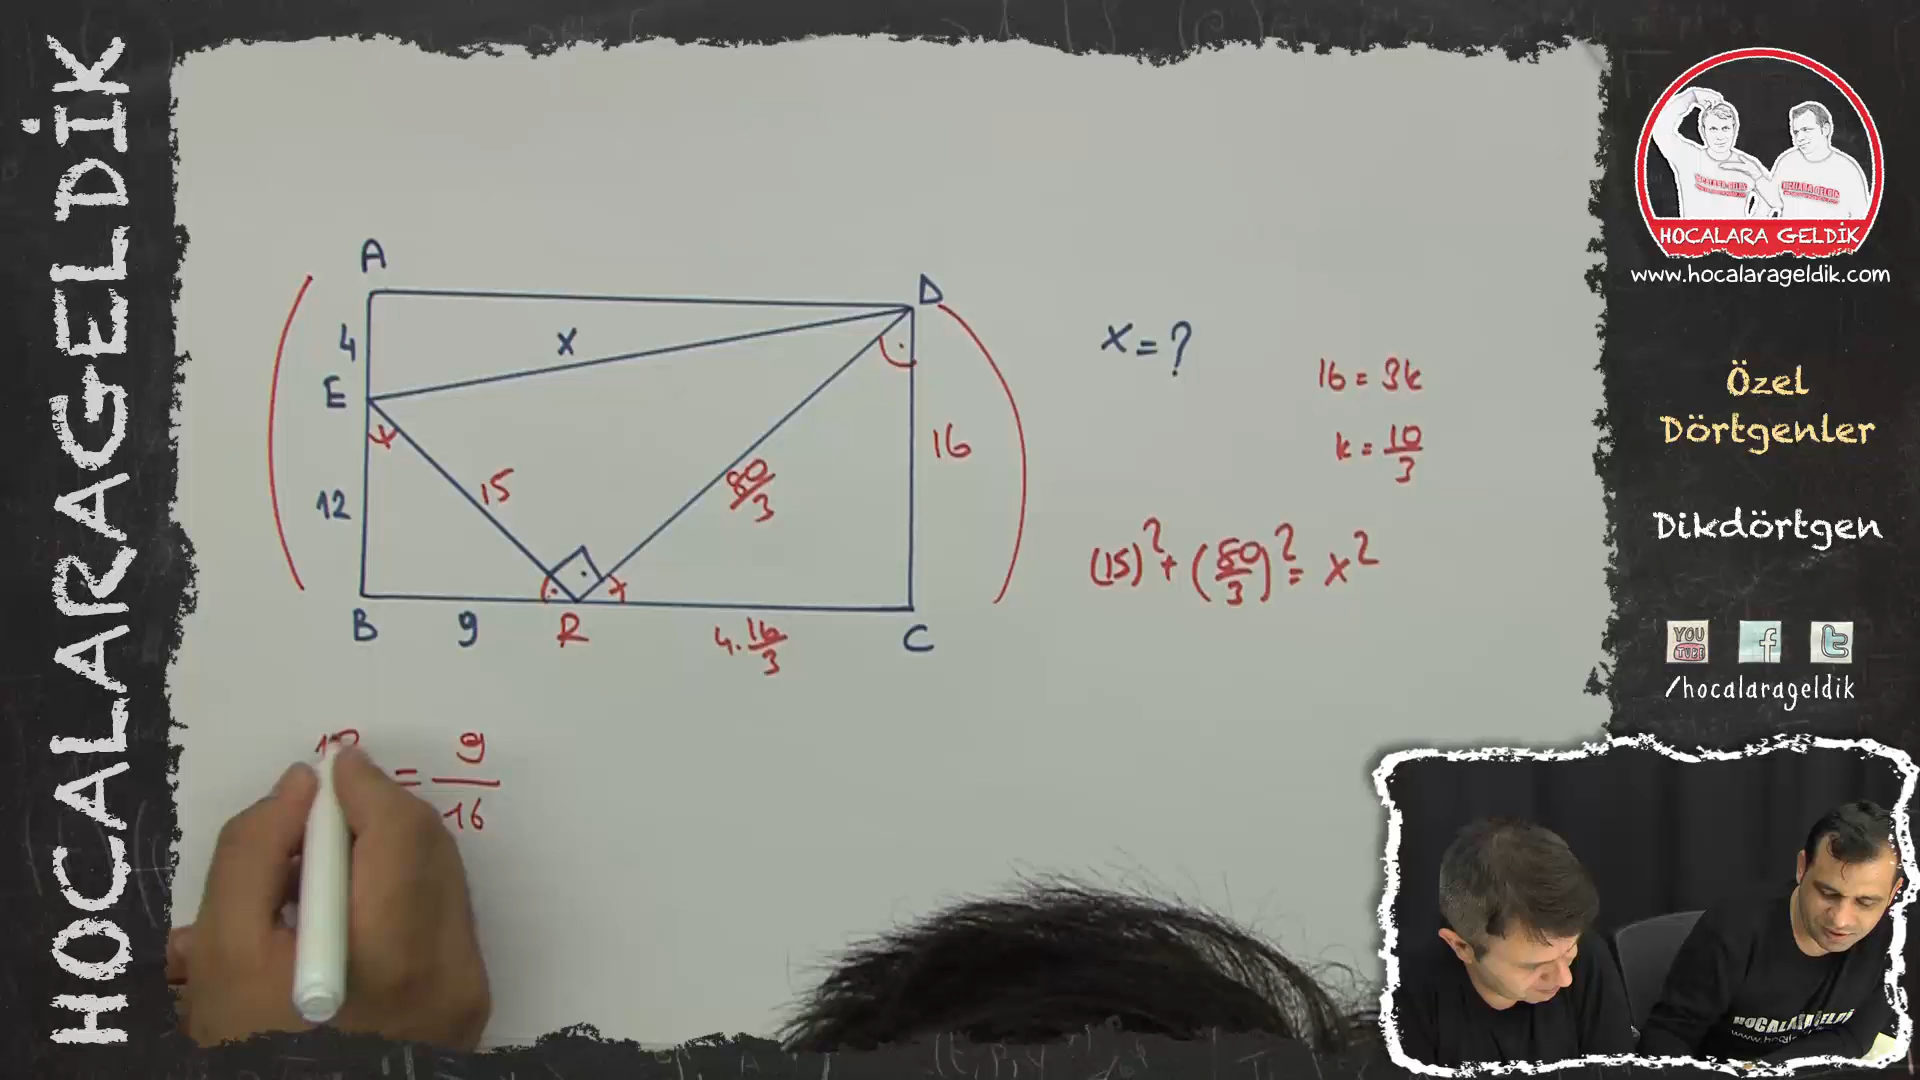 HOCALARAGELDİK
A
D
4
x
E
x
15
80/3
16
12
x
B
9
R
4.16/3
C
x = ?
16 = 3k
k = 10/3
(15)² + (80/3)² = x²
= 9/16
HOCALARA GELDİK
www.hocalarageldik.com
Özel
Dörtgenler
Dikdörtgen
YOU TUBE f t
/hocalarageldik